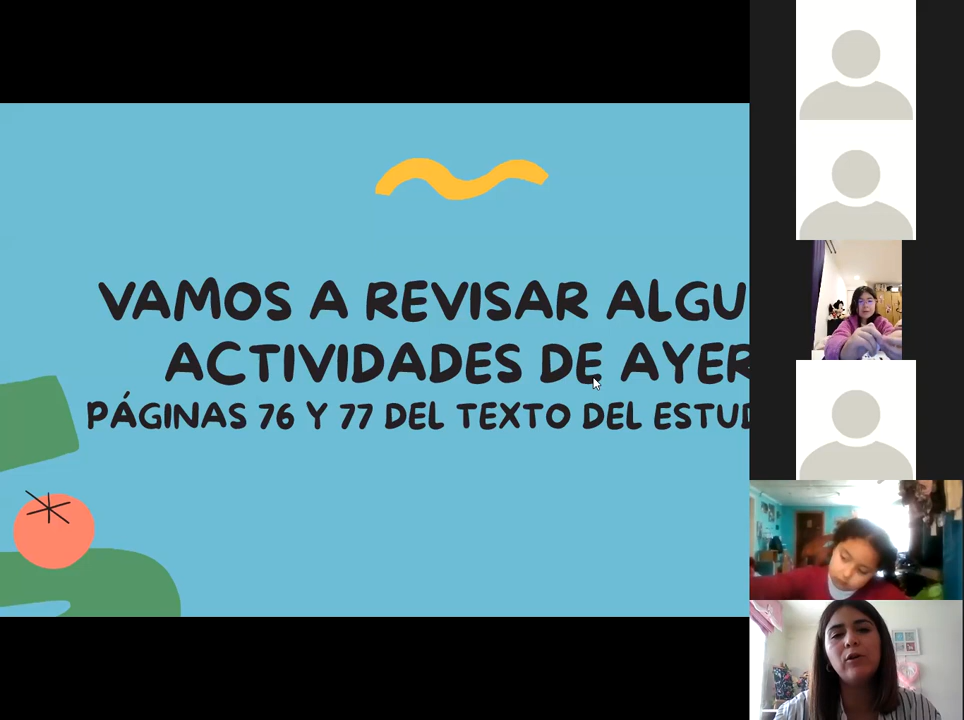 VAMOS A REVISAR ALGU
ACTIVIDADES DE AYER
PÁGINAS 76 Y 77 DEL TEXTO DEL ESTUD